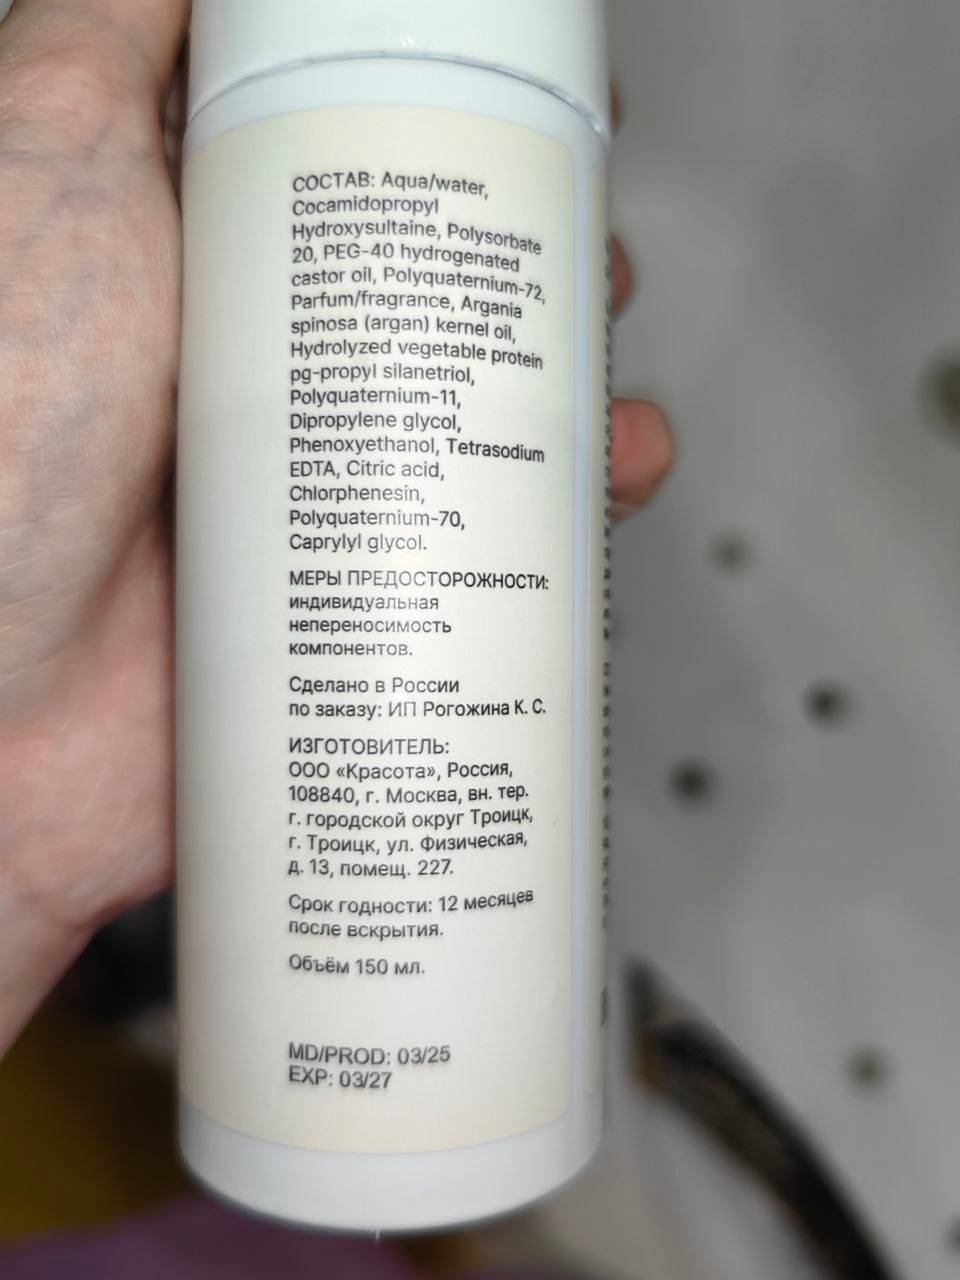 СОСТАВ: Aqua/water,
Cocamidopropyl
Hydroxysultaine, Polysorbate
20, PEG-40 hydrogenated
castor oil, Polyquaternium-72,
Parfum/fragrance, Argania
spinosa (argan) kernel oil,
Hydrolyzed vegetable protein
pg-propyl silanetriol,
Polyquaternium-11,
Dipropylene glycol,
Phenoxyethanol, Tetrasodium
EDTA, Citric acid,
Chlorphenesin,
Polyquaternium-70,
Caprylyl glycol.
МЕРЫ ПРЕДОСТОРОЖНОСТИ:
индивидуальная
непереносимость
компонентов.
Сделано в России
по заказу: ИП Рогожина К. С.
ИЗГОТОВИТЕЛЬ:
ООО «Красота», Россия,
108840, г. Москва, вн. тер.
г. городской округ Троицк,
г. Троицк, ул. Физическая,
д. 13, помещ. 227.
Срок годности: 12 месяцев
после вскрытия.
Объём 150 мл.
MD/PROD: 03/25
EXP: 03/27